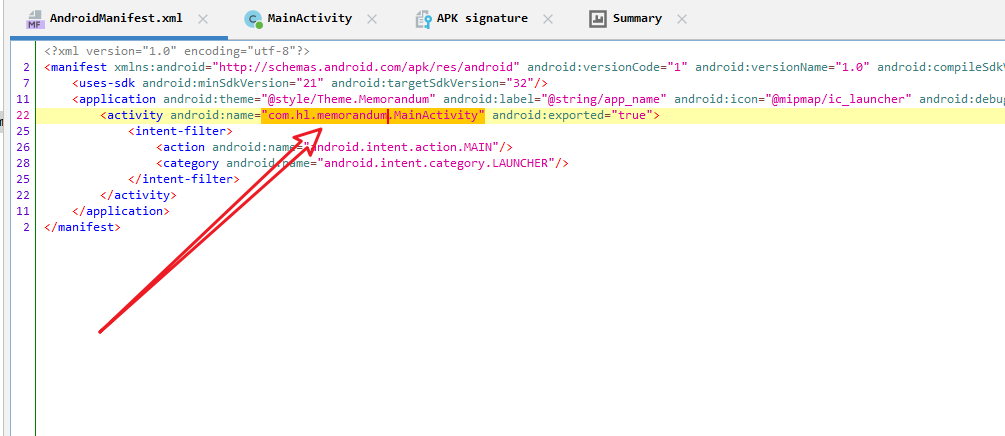 AndroidManifest.xml MainActivity APK signature Summary
<?xml version="1.0" encoding="utf-8"?>
2 <manifest xmlns:android="http://schemas.android.com/apk/res/android" android:versionCode="1" android:versionName="1.0" android:compileSdkV
7 <uses-sdk android:minSdkVersion="21" android:targetSdkVersion="32"/>
11 <application android:theme="@style/Theme.Memorandum" android:label="@string/app_name" android:icon="@mipmap/ic_launcher" android:debug
22 <activity android:name="com.hl.memorandum.MainActivity" android:exported="true">
25 <intent-filter>
26 <action android:name="android.intent.action.MAIN"/>
28 <category android:name="android.intent.category.LAUNCHER"/>
25 </intent-filter>
22 </activity>
11 </application>
2 </manifest>